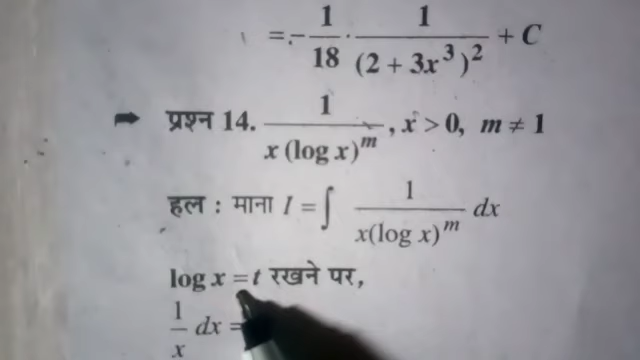 = - 1/18 · 1/(2 + 3x³)² + C
➡ प्रश्न 14. 1/(x (log x)^m), x > 0, m ≠ 1
हल : माना I = ∫ 1/(x(log x)^m) dx
log x = t रखने पर,
1/x dx =